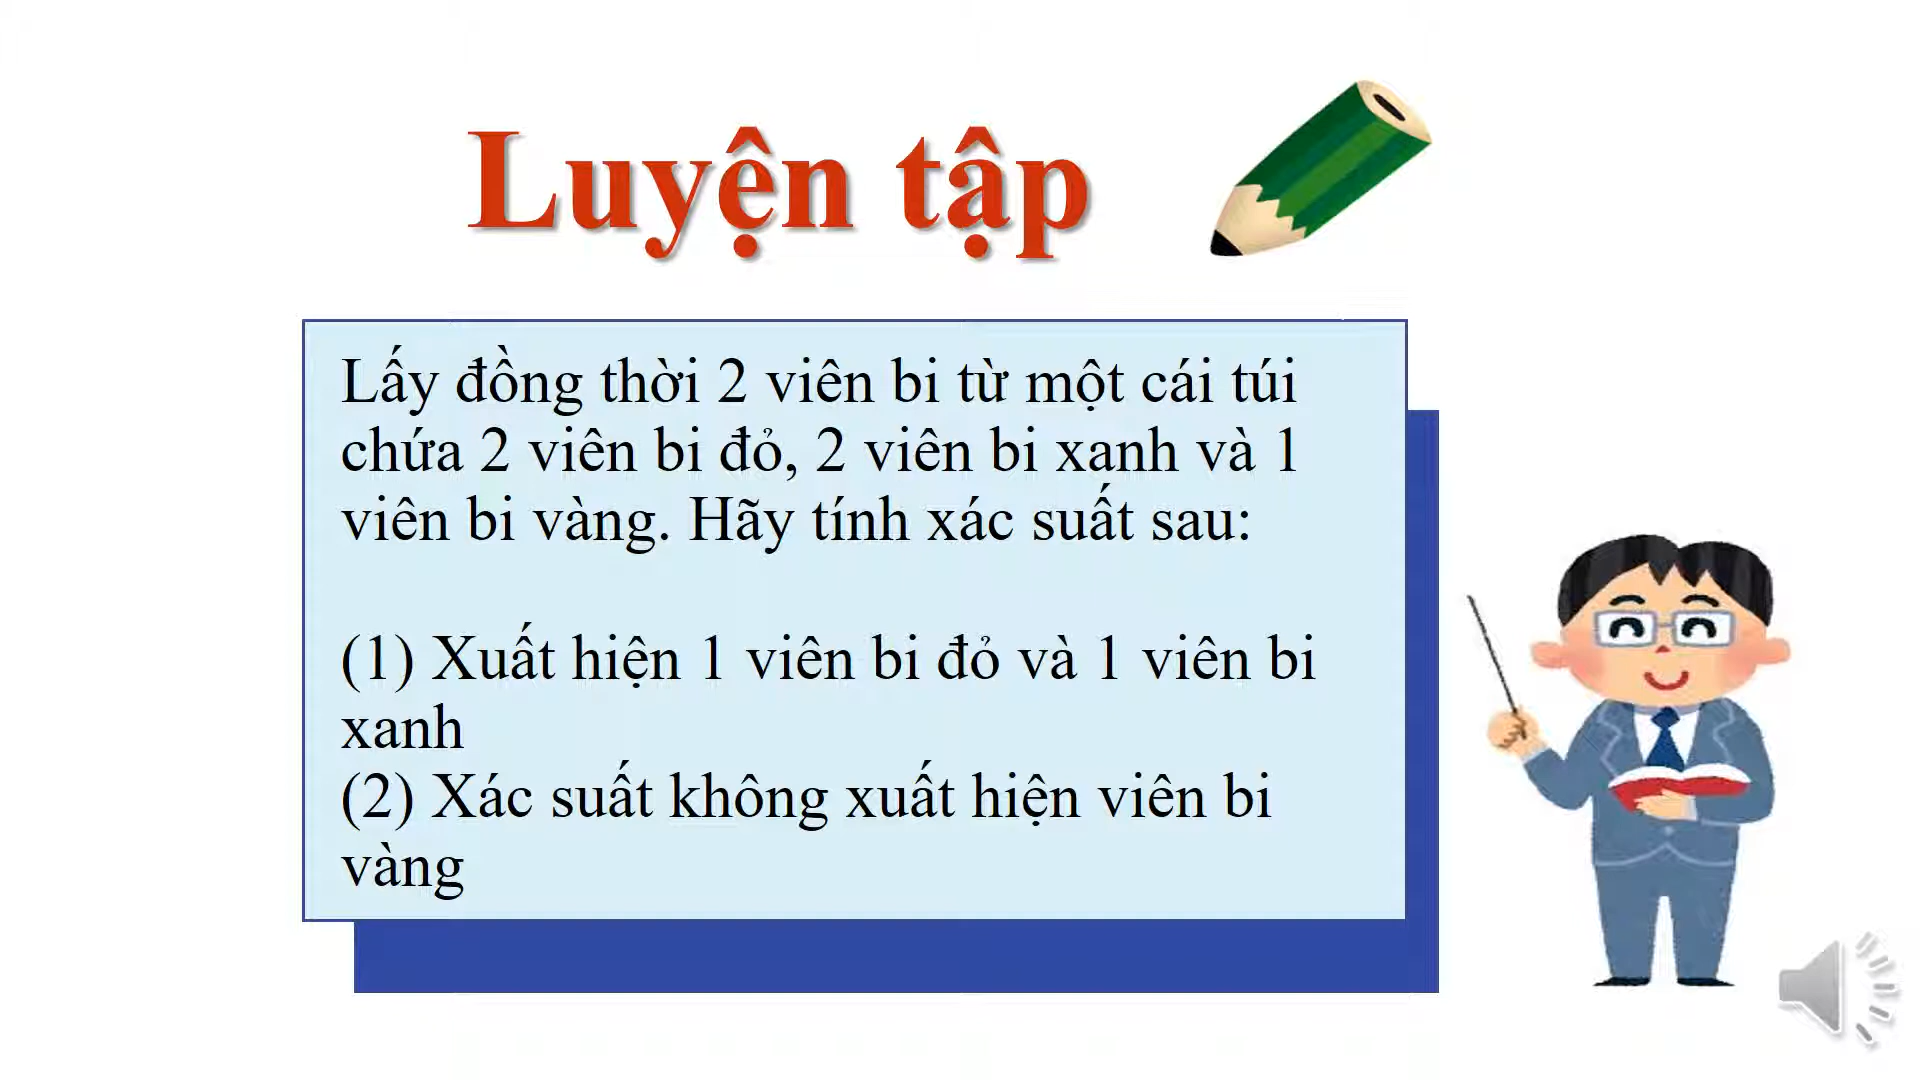 Luyện tập
Lấy đồng thời 2 viên bi từ một cái túi
chứa 2 viên bi đỏ, 2 viên bi xanh và 1
viên bi vàng. Hãy tính xác suất sau:
(1) Xuất hiện 1 viên bi đỏ và 1 viên bi
xanh
(2) Xác suất không xuất hiện viên bi
vàng